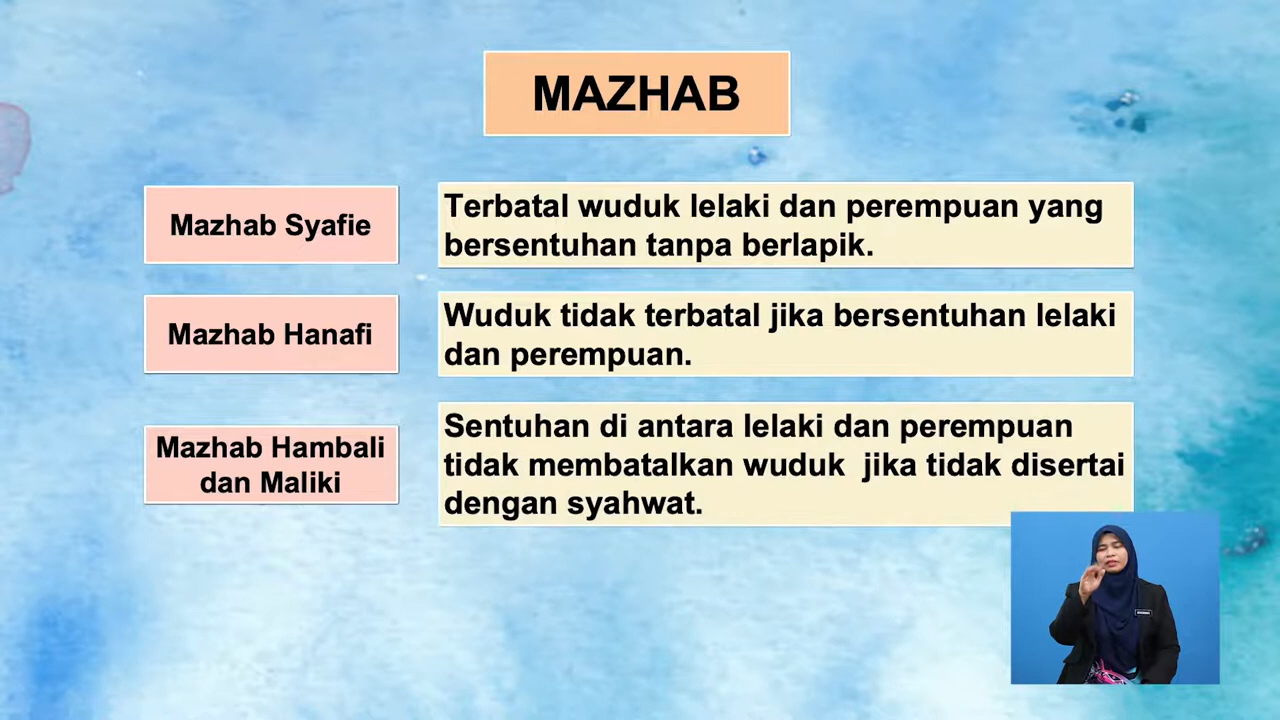 MAZHAB
Mazhab Syafie
Terbatal wuduk lelaki dan perempuan yang
bersentuhan tanpa berlapik.
Mazhab Hanafi
Wuduk tidak terbatal jika bersentuhan lelaki
dan perempuan.
Mazhab Hambali
dan Maliki
Sentuhan di antara lelaki dan perempuan
tidak membatalkan wuduk  jika tidak disertai
dengan syahwat.